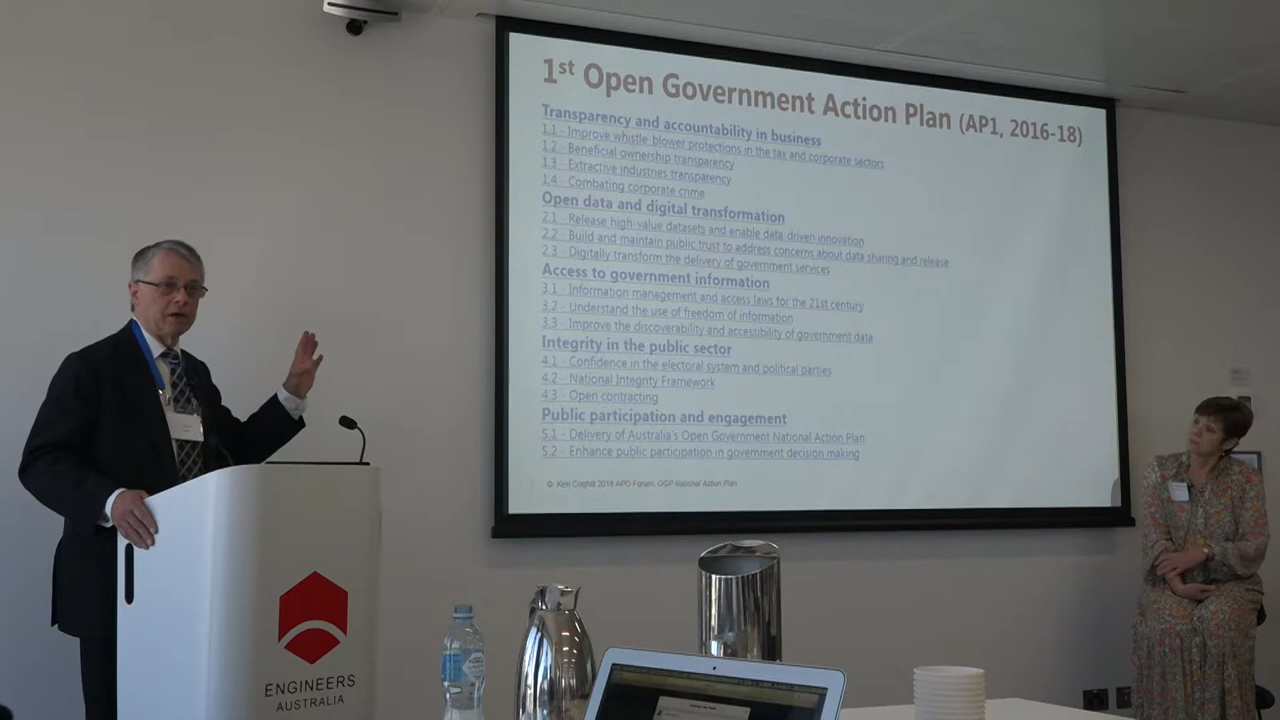 1st Open Government Action Plan (AP1, 2016-18)
Transparency and accountability in business
1.1 - Improve whistle-blower protections in the tax and corporate sectors
1.2 - Beneficial ownership transparency
1.3 - Extractive industries transparency
1.4 - Combating corporate crime
Open data and digital transformation
2.1 - Release high-value datasets and enable data-driven innovation
2.2 - Build and maintain public trust to address concerns about data sharing and release
2.3 - Digitally transform the delivery of government services
Access to government information
3.1 - Information management and access laws for the 21st century
3.2 - Understand the use of freedom of information
3.3 - Improve the discoverability and accessibility of government data
Integrity in the public sector
4.1 - Confidence in the electoral system and political parties
4.2 - National Integrity Framework
4.3 - Open contracting
Public participation and engagement
5.1 - Delivery of Australia's Open Government National Action Plan
5.2 - Enhance public participation in government decision making
© Ken Coghill 2018 APO Forum, OGP National Action Plan
ENGINEERS
AUSTRALIA